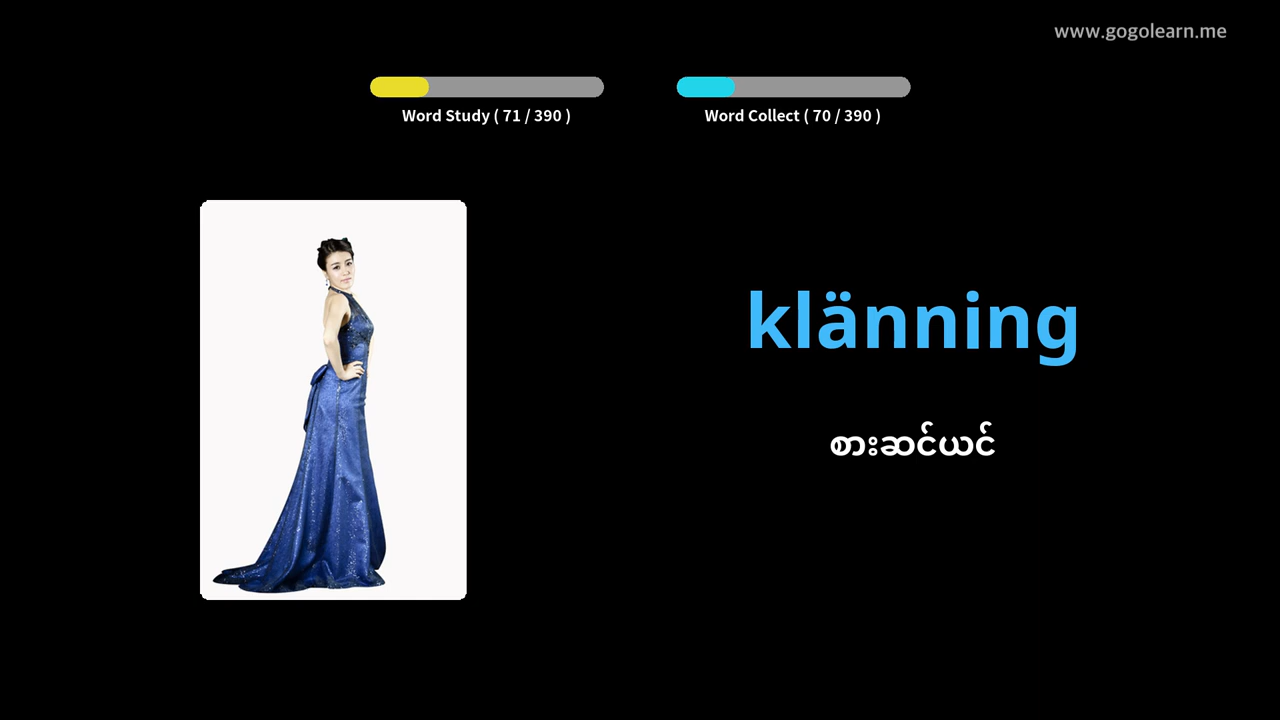 www.gogolearn.me
Word Study ( 71 / 390 )
Word Collect ( 70 / 390 )
klänning
စားဆင်ယင်